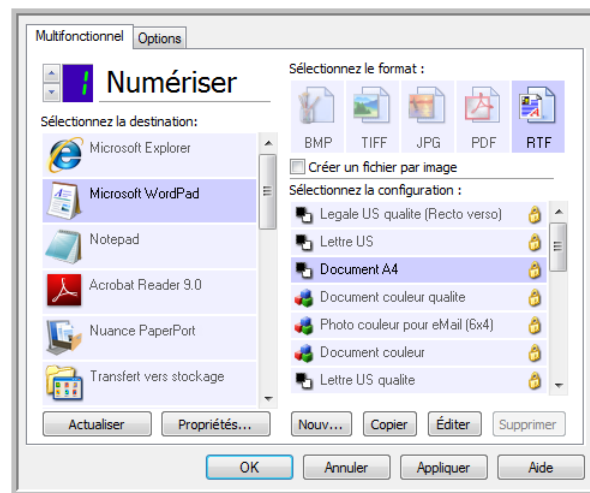 Multifonctionnel Options
1 Numériser
Sélectionnez la destination:
Microsoft Explorer
Microsoft WordPad
Notepad
Acrobat Reader 9.0
Nuance PaperPort
Transfert vers stockage
Actualiser Propriétés...
Sélectionnez le format :
BMP TIFF JPG PDF RTF
Créer un fichier par image
Sélectionnez la configuration :
Legale US qualite (Recto verso)
Lettre US
Document A4
Document couleur qualite
Photo couleur pour eMail (6x4)
Document couleur
Lettre US qualite
Nouv... Copier Éditer Supprimer
OK Annuler Appliquer Aide